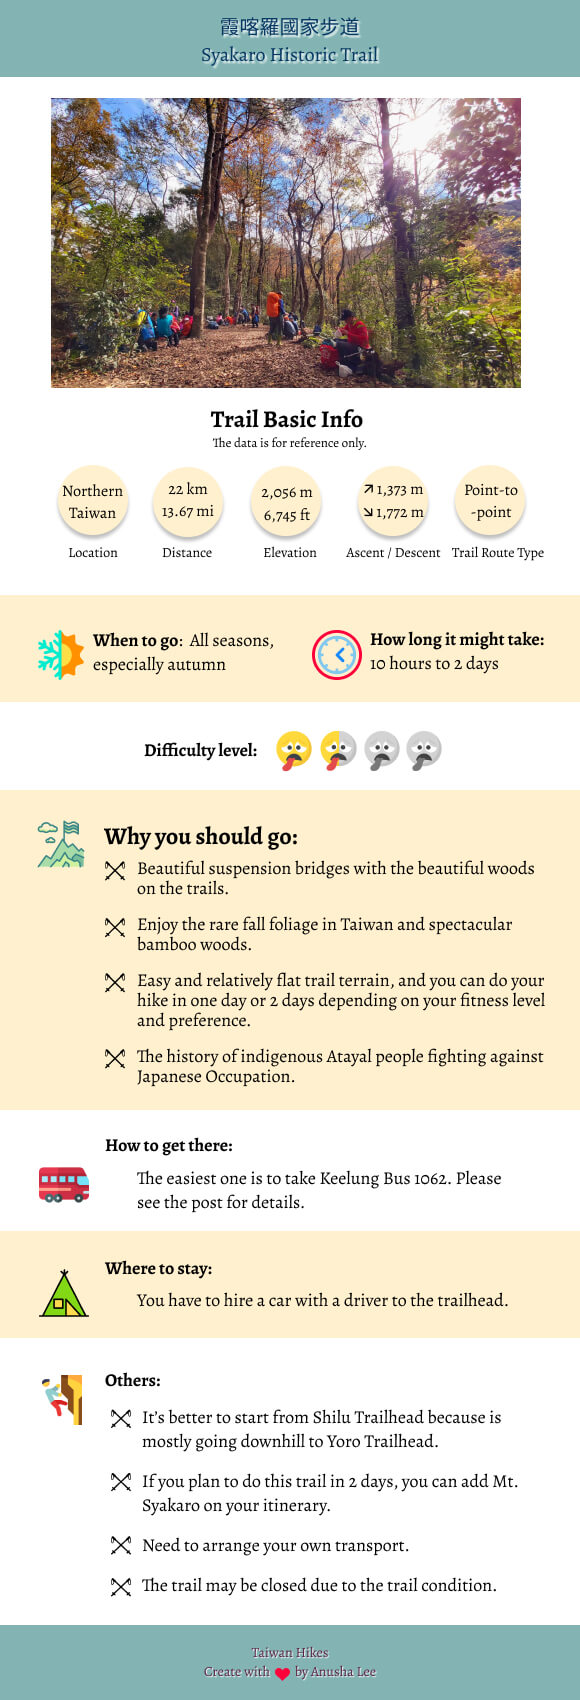 霞喀羅國家步道
Syakaro Historic Trail
Trail Basic Info
The data is for reference only.
Northern
Taiwan
Location
22 km
13.67 mi
Distance
2,056 m
6,745 ft
Elevation
↗ 1,373 m
↘ 1,772 m
Ascent / Descent
Point-to
-point
Trail Route Type
When to go: All seasons,
especially autumn
How long it might take:
10 hours to 2 days
Difficulty level:
Why you should go:
Beautiful suspension bridges with the beautiful woods
on the trails.
Enjoy the rare fall foliage in Taiwan and spectacular
bamboo woods.
Easy and relatively flat trail terrain, and you can do your
hike in one day or 2 days depending on your fitness level
and preference.
The history of indigenous Atayal people fighting against
Japanese Occupation.
How to get there:
The easiest one is to take Keelung Bus 1062. Please
see the post for details.
Where to stay:
You have to hire a car with a driver to the trailhead.
Others:
It's better to start from Shilu Trailhead because is
mostly going downhill to Yoro Trailhead.
If you plan to do this trail in 2 days, you can add Mt.
Syakaro on your itinerary.
Need to arrange your own transport.
The trail may be closed due to the trail condition.
Taiwan Hikes
Create with ❤ by Anusha Lee